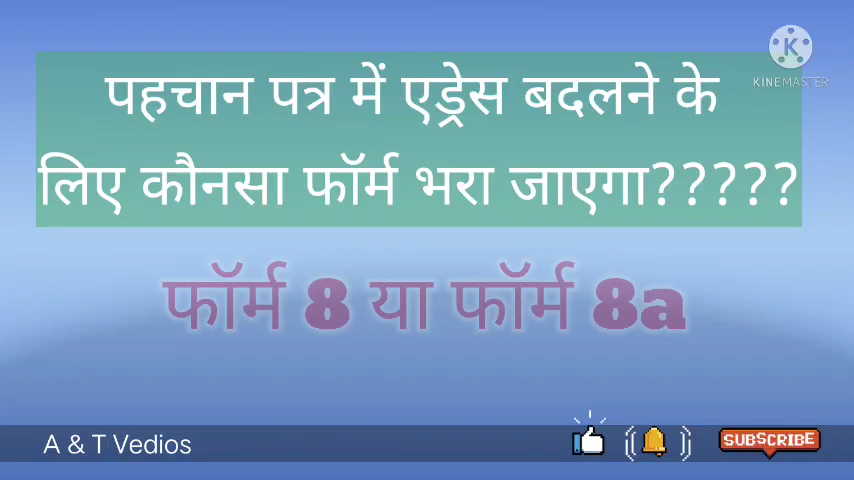 पहचान पत्र में एड्रेस बदलने के
लिए कौनसा फॉर्म भरा जाएगा?????
फॉर्म 8 या फॉर्म 8a
K
KINEMASTER
A & T Vedios
SUBSCRIBE